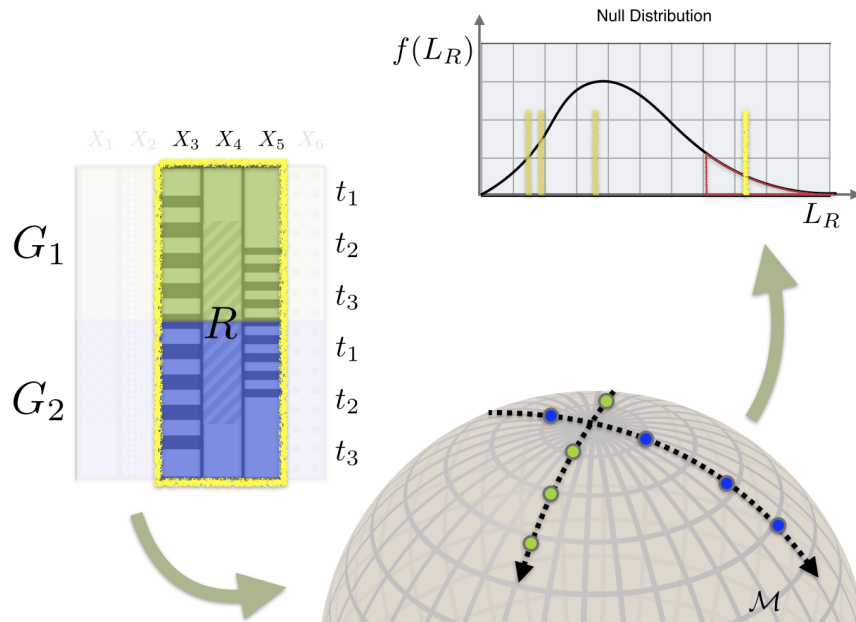 Null Distribution
f(L_R)
L_R
X_1 X_2 X_3 X_4 X_5 X_6
G_1
t_1
t_2
t_3
R
G_2
t_1
t_2
t_3
M